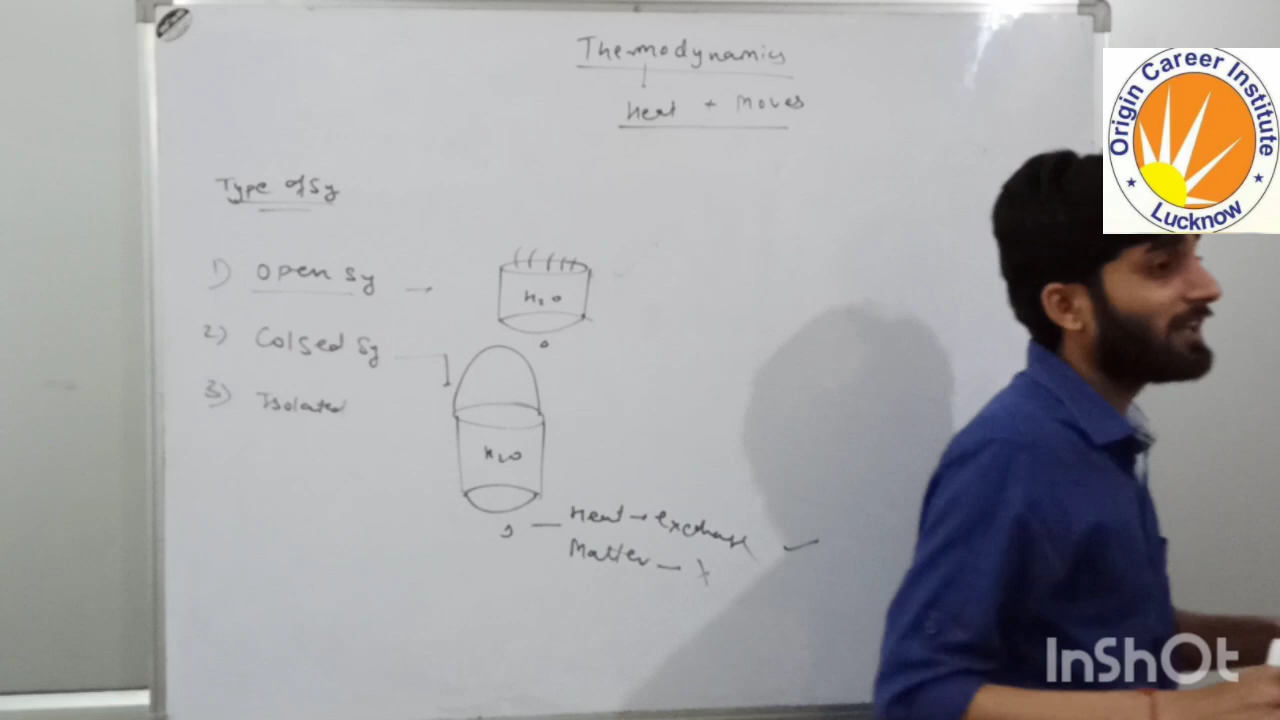 Thermodynamics
Heat + Moves
Type of Sy
1) Open Sy
H2O
2) Colsed Sy
3) Isolated
H2O
Heat → exchange ✓
Matter – X
Origin Career Institute
Lucknow
InShOt